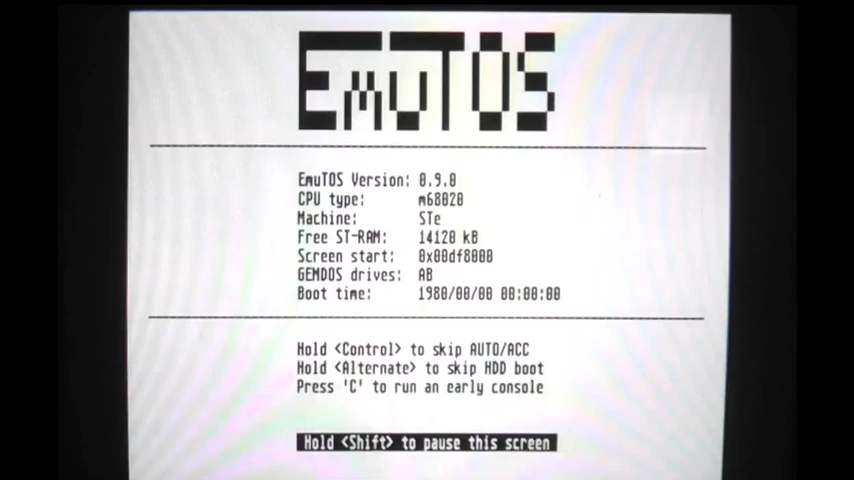 EmuTOS
EmuTOS Version: 0.9.0
CPU type: m68020
Machine: STe
Free ST-RAM: 14120 kB
Screen start: 0x00df8000
GEMDOS drives: AB
Boot time: 1980/00/00 00:00:00
Hold <Control> to skip AUTO/ACC
Hold <Alternate> to skip HDD boot
Press 'C' to run an early console
Hold <Shift> to pause this screen